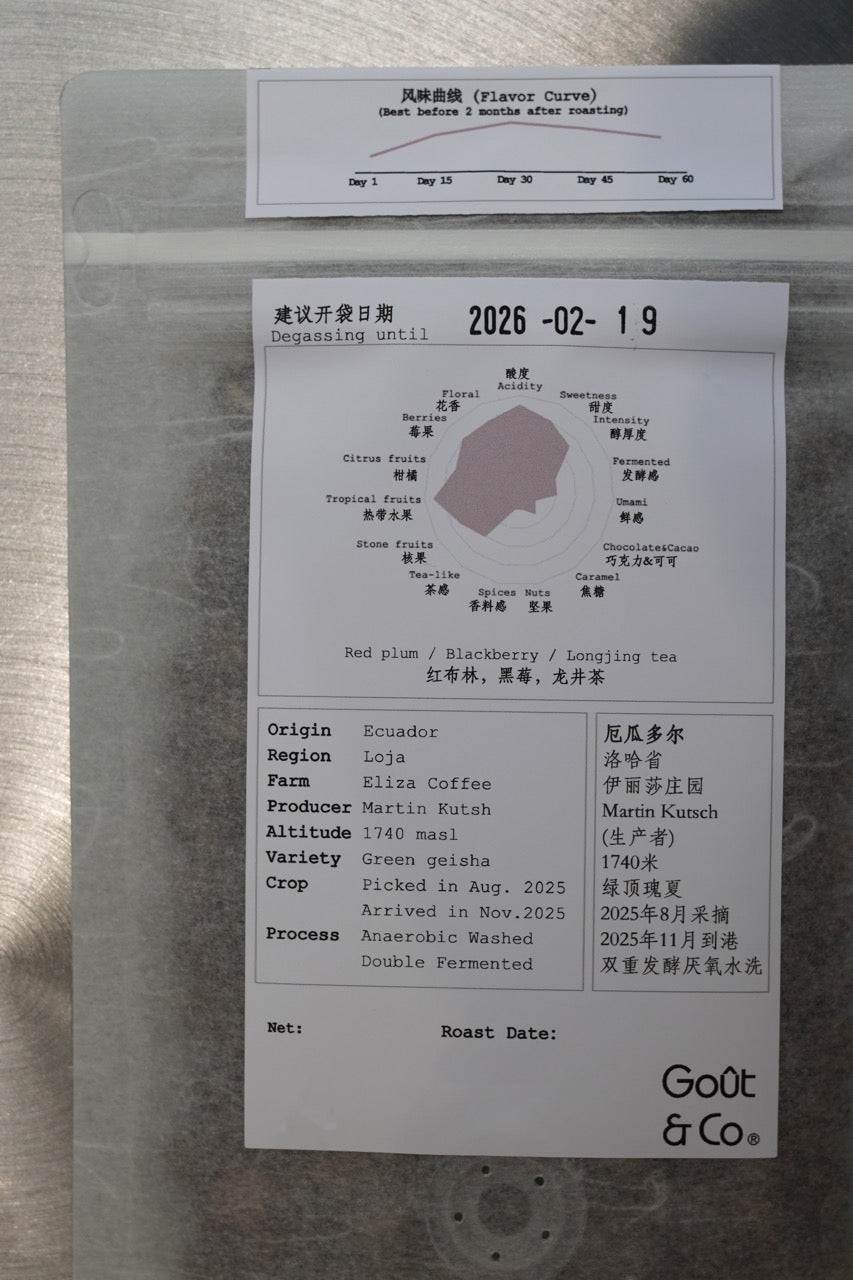 风味曲线 (Flavor Curve)
(Best before 2 months after roasting)
Day 1 Day 15 Day 30 Day 45 Day 60
建议开袋日期
Degassing until
2026 -02- 19
酸度
Acidity
Sweetness
甜度
Intensity
醇厚度
Fermented
发酵感
Umami
鲜感
Chocolate&Cacao
巧克力&可可
Caramel
焦糖
Nuts
坚果
Spices
香料感
Tea-like
茶感
Stone fruits
核果
Tropical fruits
热带水果
Citrus fruits
柑橘
Berries
莓果
Floral
花香
Red plum / Blackberry / Longjing tea
红布林，黑莓，龙井茶
Origin Ecuador
Region Loja
Farm Eliza Coffee
Producer Martin Kutsh
Altitude 1740 masl
Variety Green geisha
Crop Picked in Aug. 2025
Arrived in Nov.2025
Process Anaerobic Washed
Double Fermented
厄瓜多尔
洛哈省
伊丽莎庄园
Martin Kutsch
(生产者)
1740米
绿顶瑰夏
2025年8月采摘
2025年11月到港
双重发酵厌氧水洗
Net: Roast Date:
Goût
& Co®